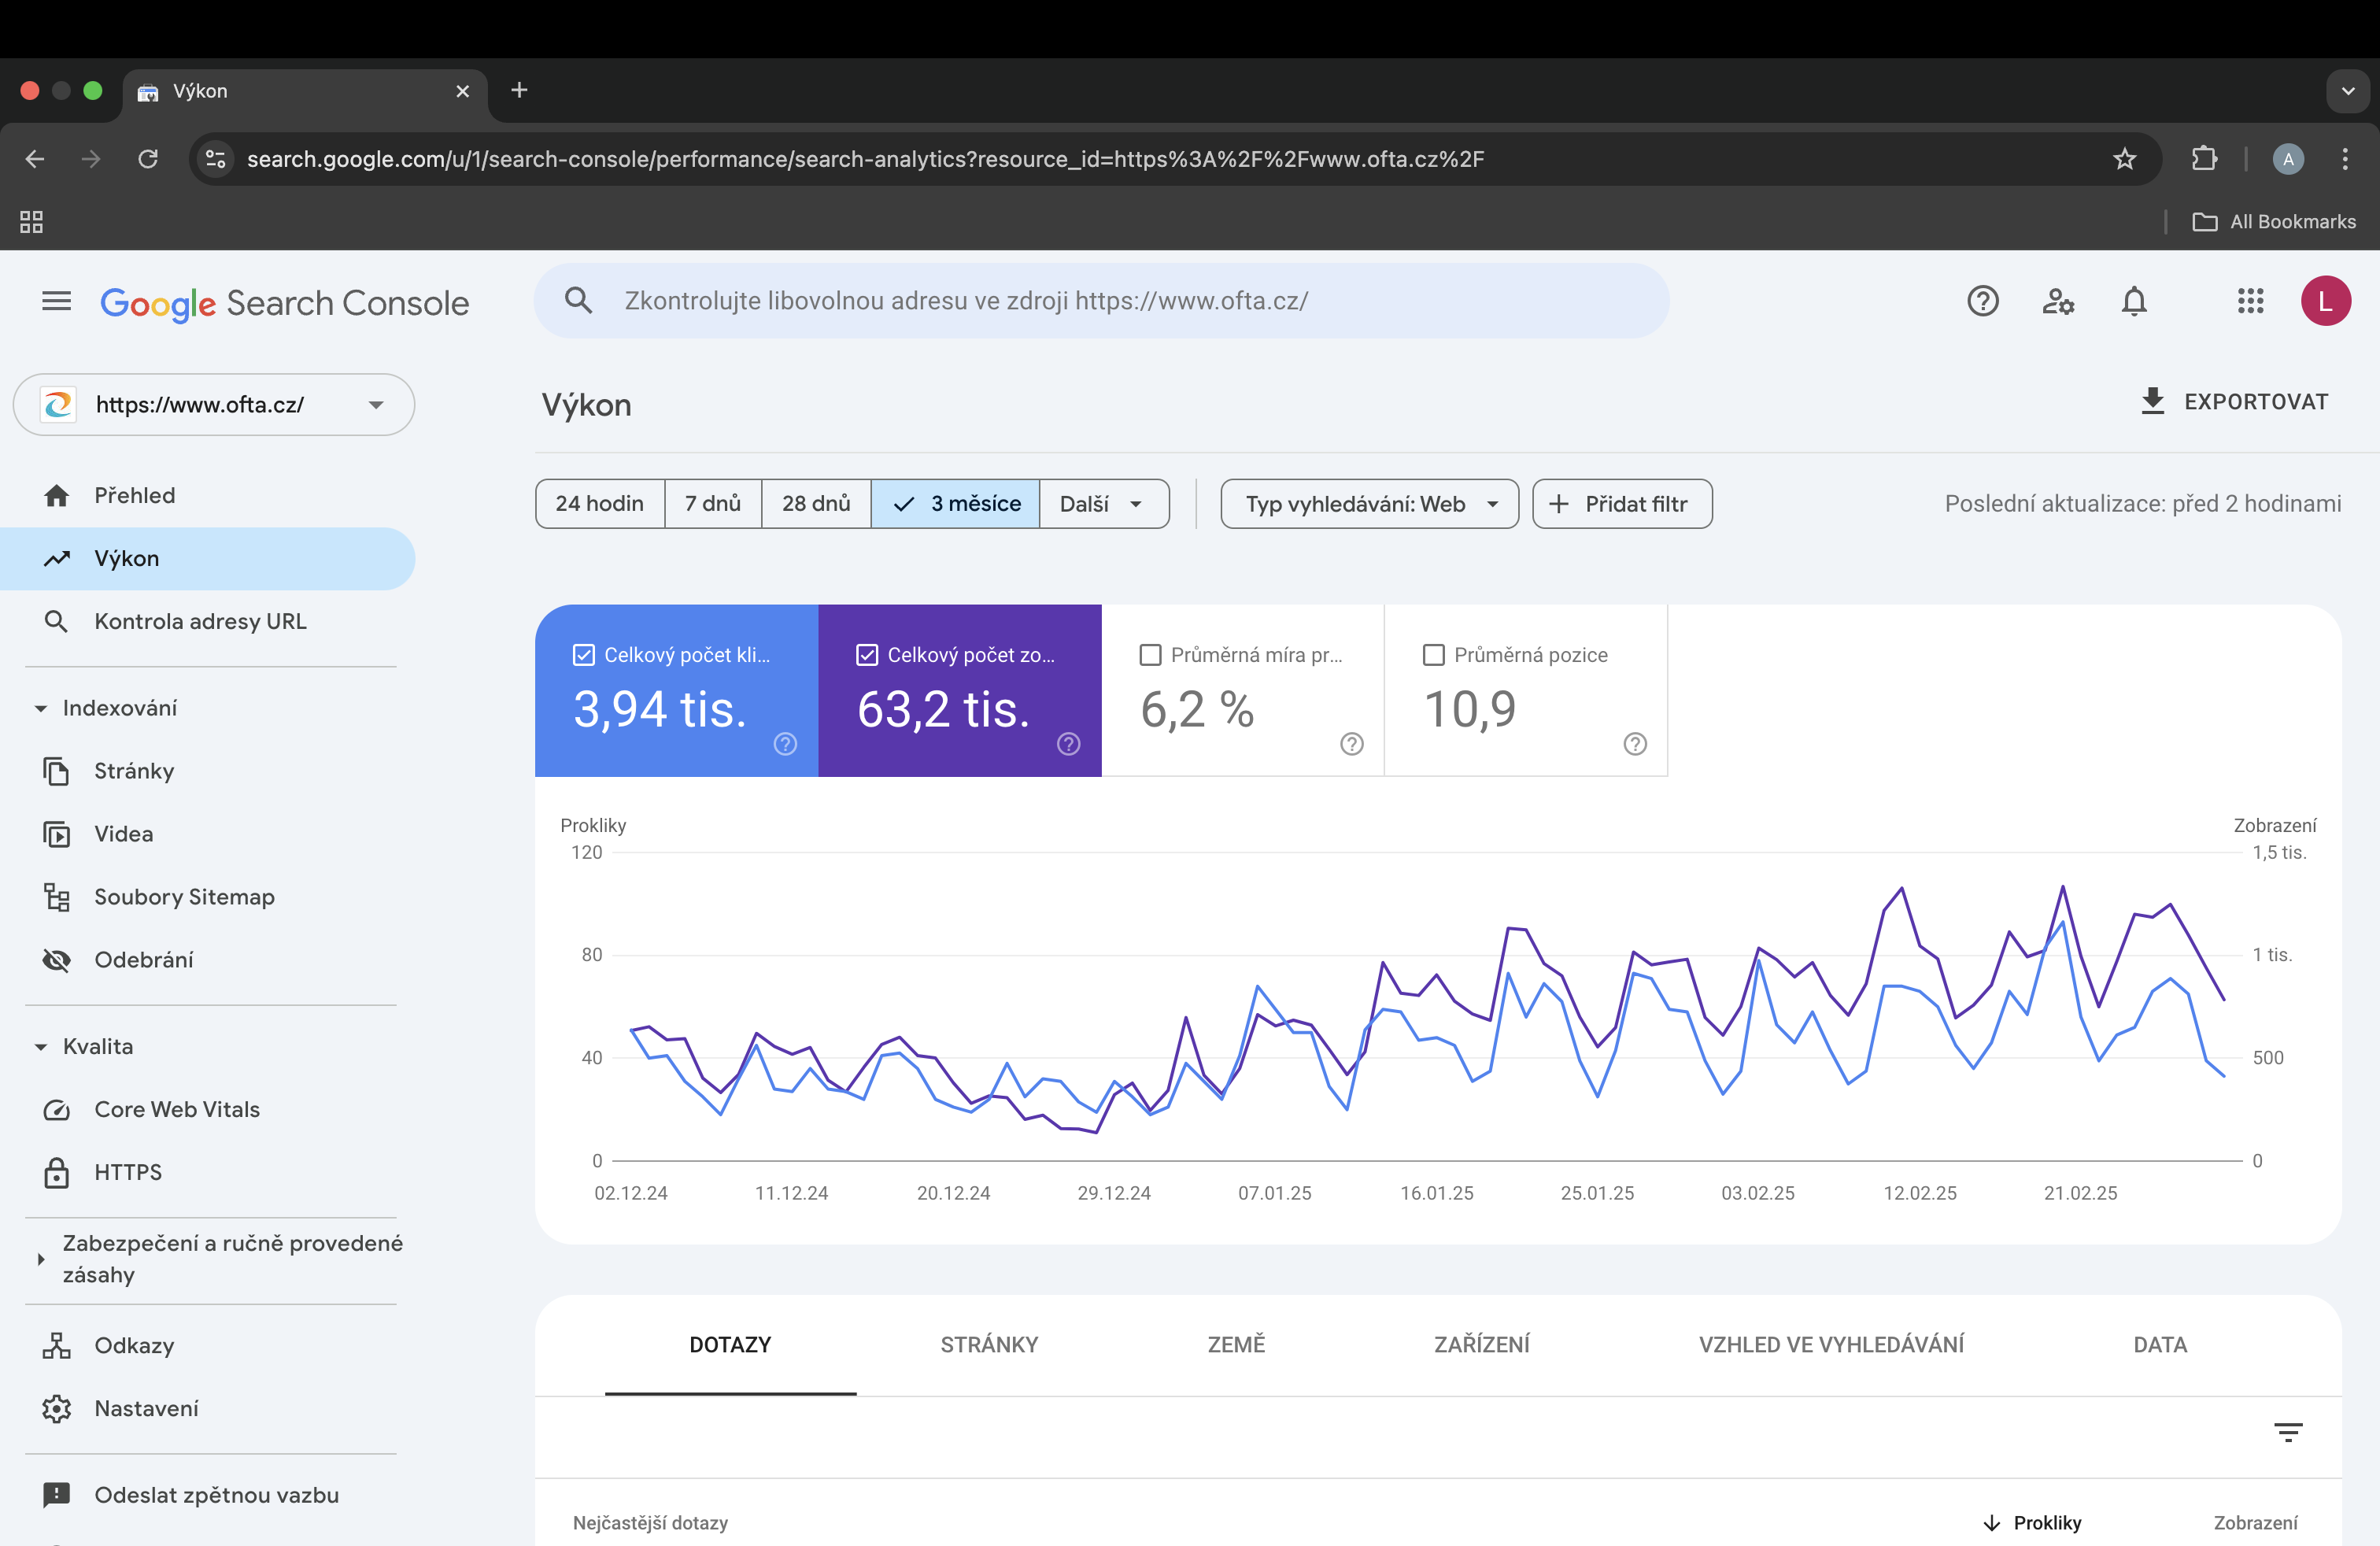 Výkon
search.google.com/u/1/search-console/performance/search-analytics?resource_id=https%3A%2F%2Fwww.ofta.cz%2F
A
All Bookmarks
Google Search Console
Zkontrolujte libovolnou adresu ve zdroji https://www.ofta.cz/
L
https://www.ofta.cz/
Výkon
EXPORTOVAT
24 hodin
7 dnů
28 dnů
3 měsíce
Další
Typ vyhledávání: Web
Přidat filtr
Poslední aktualizace: před 2 hodinami
Přehled
Výkon
Kontrola adresy URL
Indexování
Stránky
Videa
Soubory Sitemap
Odebrání
Kvalita
Core Web Vitals
HTTPS
Zabezpečení a ručně provedené
zásahy
Odkazy
Nastavení
Odeslat zpětnou vazbu
Celkový počet kli...
3,94 tis.
Celkový počet zo...
63,2 tis.
Průměrná míra pr...
6,2 %
Průměrná pozice
10,9
Prokliky
Zobrazení
120
80
40
0
1,5 tis.
1 tis.
500
0
02.12.24
11.12.24
20.12.24
29.12.24
07.01.25
16.01.25
25.01.25
03.02.25
12.02.25
21.02.25
DOTAZY
STRÁNKY
ZEMĚ
ZAŘÍZENÍ
VZHLED VE VYHLEDÁVÁNÍ
DATA
Nejčastější dotazy
Prokliky
Zobrazení